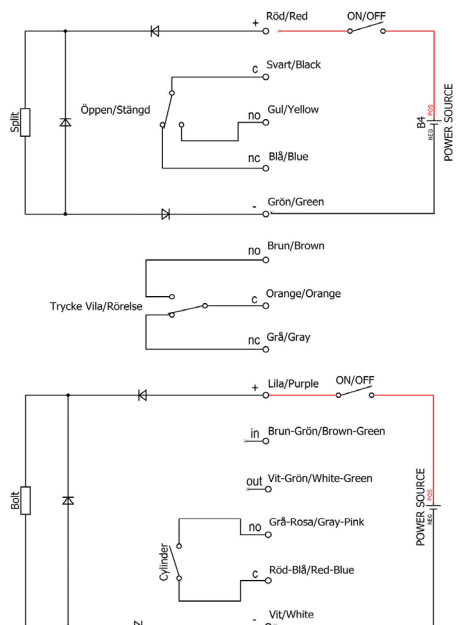 Röd/Red
ON/OFF
+
c
Svart/Black
Öppen/Stängd
no
Gul/Yellow
Split
B4
NEG
POS
POWER SOURCE
nc
Blå/Blue
-
Grön/Green
no
Brun/Brown
Trycke Vila/Rörelse
c
Orange/Orange
nc
Grå/Gray
+
Lila/Purple
ON/OFF
in
Brun-Grön/Brown-Green
out
Vit-Grön/White-Green
Bolt
NEG
POS
POWER SOURCE
no
Grå-Rosa/Gray-Pink
Cylinder
c
Röd-Blå/Red-Blue
-
Vit/White